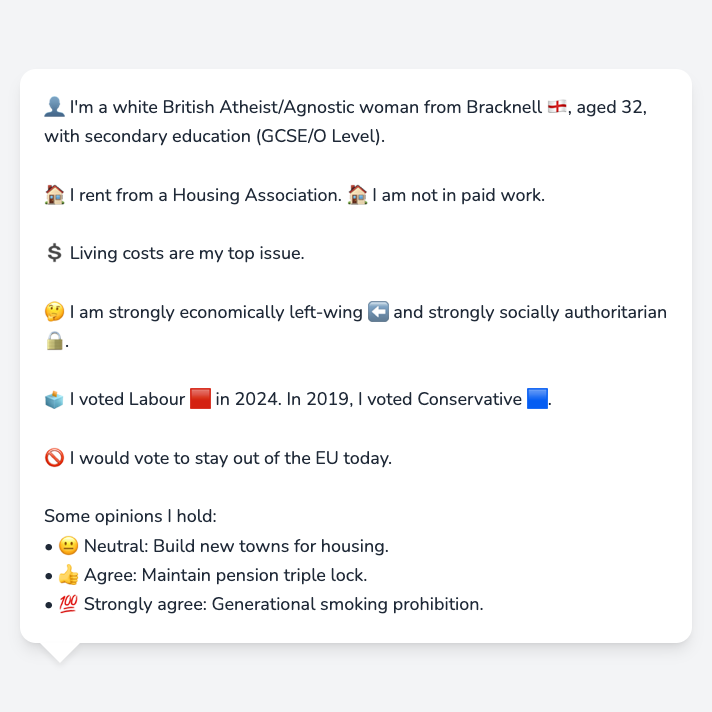 👤 I'm a white British Atheist/Agnostic woman from Bracknell 🏴󠁧󠁢󠁥󠁮󠁧󠁿, aged 32,
with secondary education (GCSE/O Level).
🏠 I rent from a Housing Association. 🏠 I am not in paid work.
💲 Living costs are my top issue.
🤔 I am strongly economically left-wing ⬅️ and strongly socially authoritarian
🔒.
🗳️ I voted Labour 🟥 in 2024. In 2019, I voted Conservative 🟦.
🚫 I would vote to stay out of the EU today.
Some opinions I hold:
• 😐 Neutral: Build new towns for housing.
• 👍 Agree: Maintain pension triple lock.
• 💯 Strongly agree: Generational smoking prohibition.